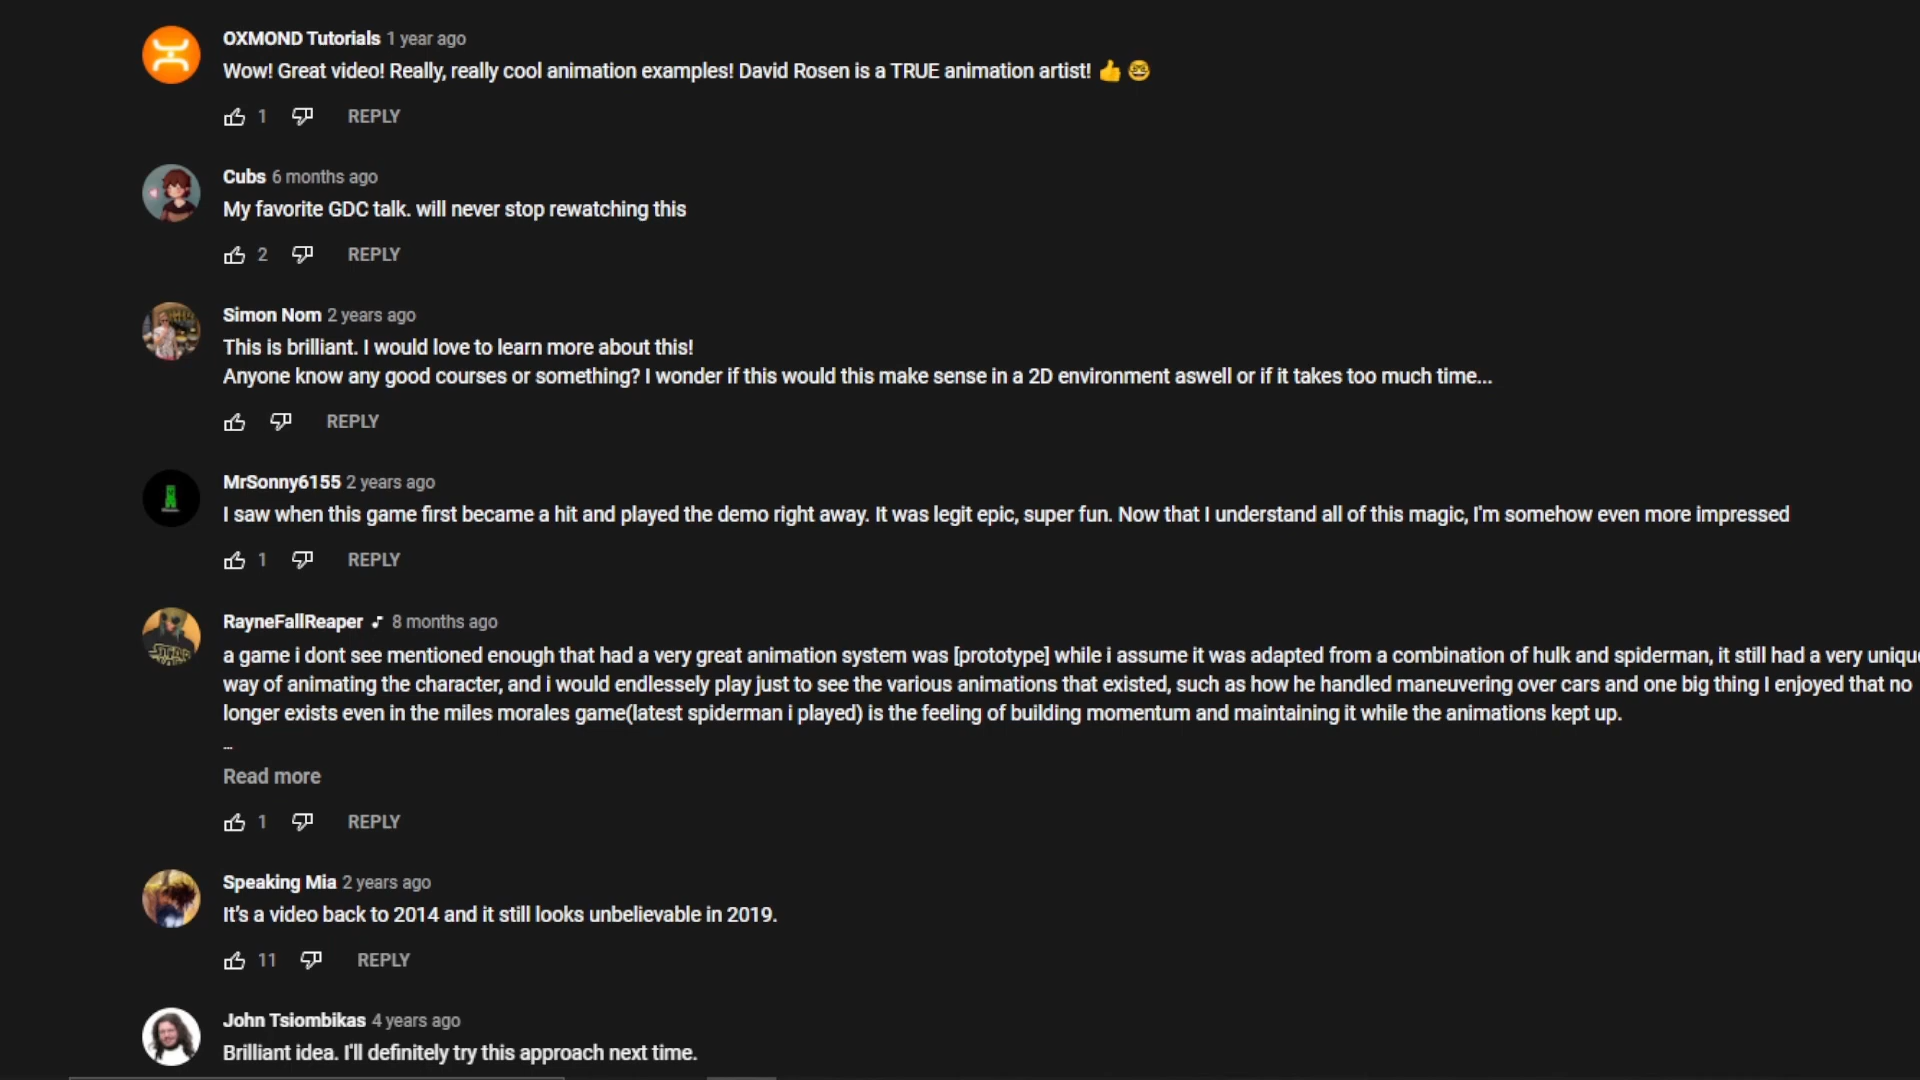 OXMOND Tutorials 1 year ago
Wow! Great video! Really, really cool animation examples! David Rosen is a TRUE animation artist! 👍 🤓
1 REPLY
Cubs 6 months ago
My favorite GDC talk. will never stop rewatching this
2 REPLY
Simon Nom 2 years ago
This is brilliant. I would love to learn more about this!
Anyone know any good courses or something? I wonder if this would this make sense in a 2D environment aswell or if it takes too much time...
REPLY
MrSonny6155 2 years ago
I saw when this game first became a hit and played the demo right away. It was legit epic, super fun. Now that I understand all of this magic, I'm somehow even more impressed
1 REPLY
RayneFallReaper ♪ 8 months ago
a game i dont see mentioned enough that had a very great animation system was [prototype] while i assume it was adapted from a combination of hulk and spiderman, it still had a very unique
way of animating the character, and i would endlessely play just to see the various animations that existed, such as how he handled maneuvering over cars and one big thing I enjoyed that no
longer exists even in the miles morales game(latest spiderman i played) is the feeling of building momentum and maintaining it while the animations kept up.
...
Read more
1 REPLY
Speaking Mia 2 years ago
It's a video back to 2014 and it still looks unbelievable in 2019.
11 REPLY
John Tsiombikas 4 years ago
Brilliant idea. I'll definitely try this approach next time.